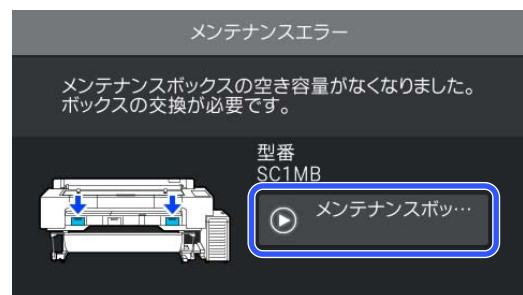 メンテナンスエラー
メンテナンスボックスの空き容量がなくなりました。
ボックスの交換が必要です。
型番
SC1MB
メンテナンスボッ…